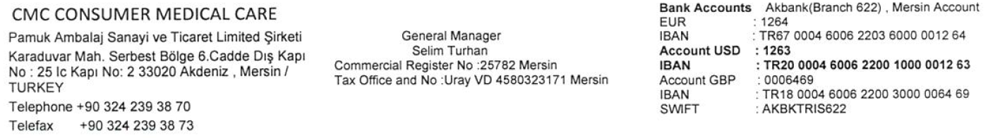 CMC CONSUMER MEDICAL CARE
Pamuk Ambalaj Sanayi ve Ticaret Limited Şirketi
Karaduvar Mah. Serbest Bölge 6.Cadde Dış Kapı
No : 25 Ic Kapı No: 2 33020 Akdeniz , Mersin /
TURKEY
Telephone +90 324 239 38 70
Telefax +90 324 239 38 73
General Manager
Selim Turhan
Commercial Register No :25782 Mersin
Tax Office and No :Uray VD 4580323171 Mersin
Bank Accounts Akbank(Branch 622) , Mersin Account
EUR : 1264
IBAN : TR67 0004 6006 2203 6000 0012 64
Account USD : 1263
IBAN : TR20 0004 6006 2200 1000 0012 63
Account GBP : 0006469
IBAN : TR18 0004 6006 2200 3000 0064 69
SWIFT : AKBKTRIS622